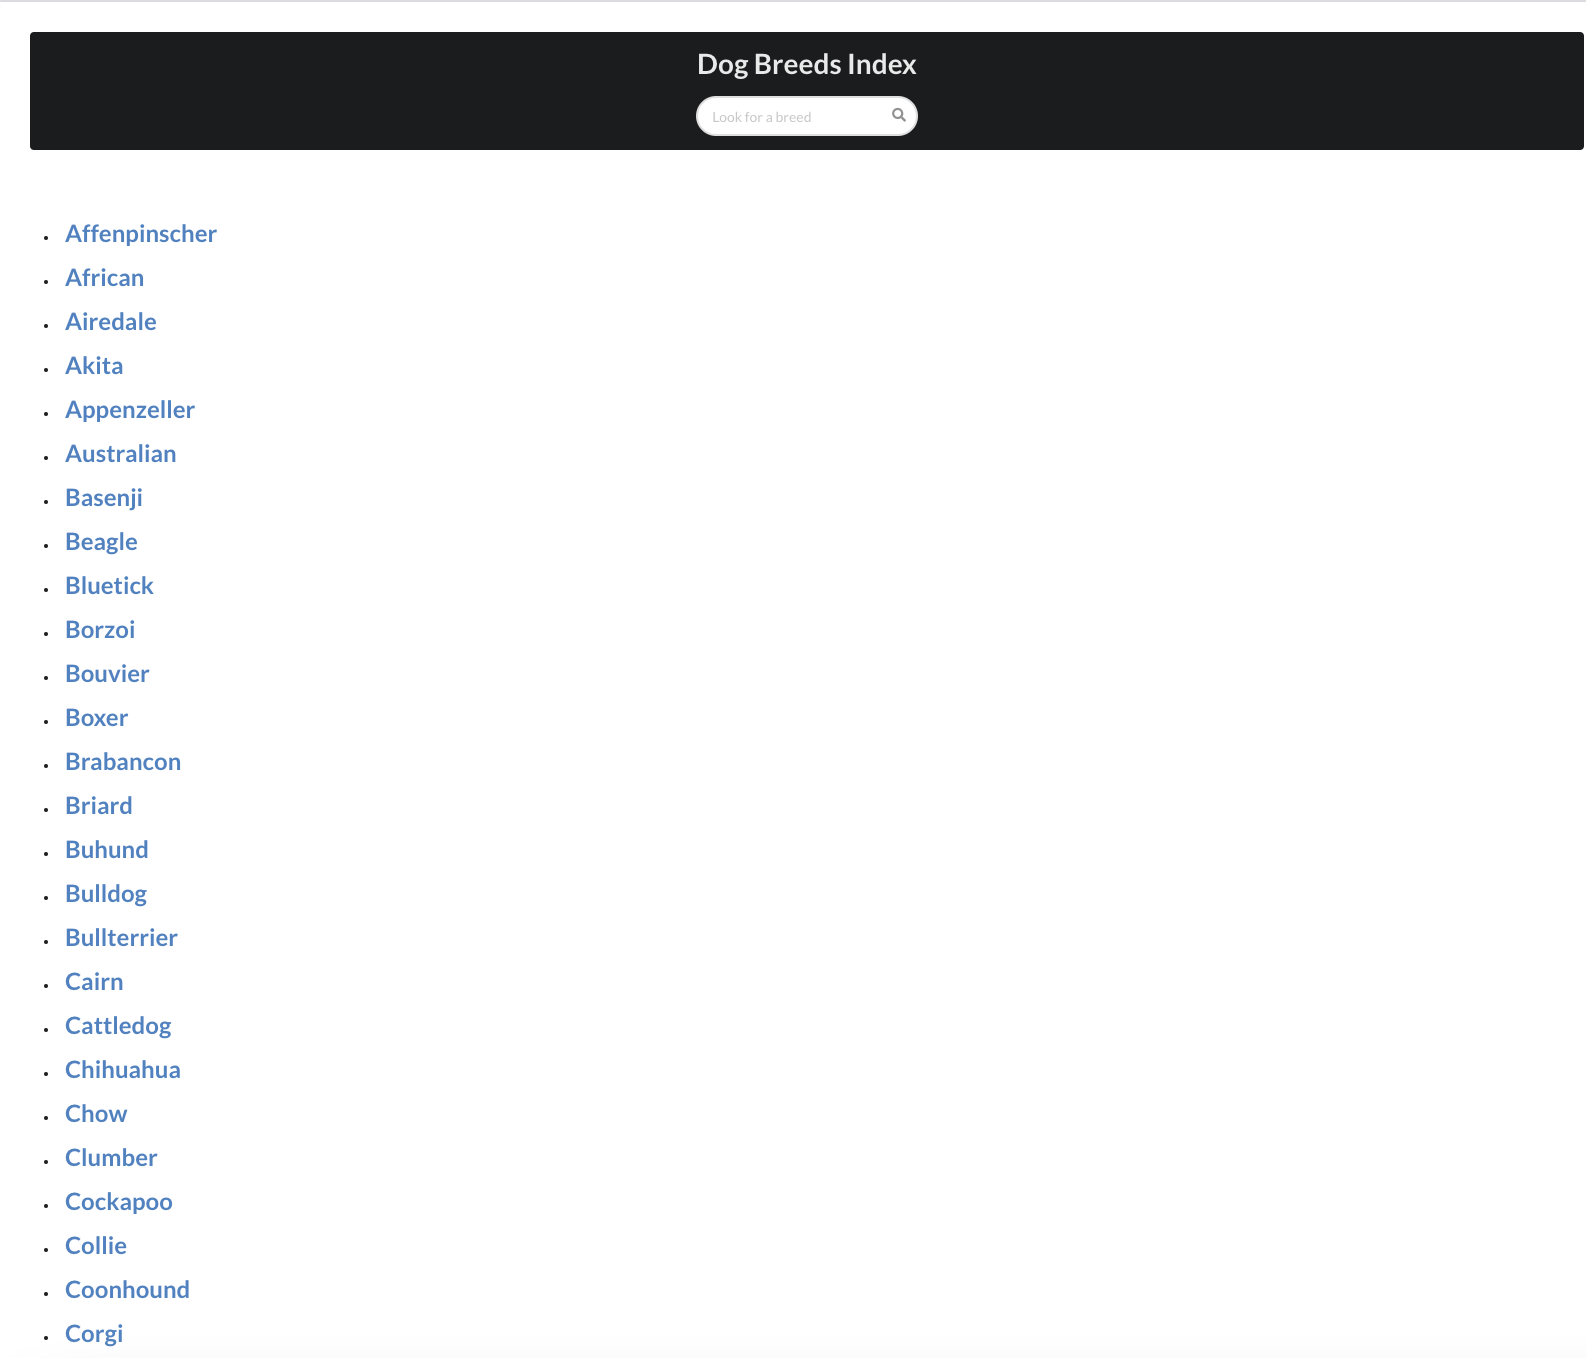 Dog Breeds Index
Look for a breed
Affenpinscher
African
Airedale
Akita
Appenzeller
Australian
Basenji
Beagle
Bluetick
Borzoi
Bouvier
Boxer
Brabancon
Briard
Buhund
Bulldog
Bullterrier
Cairn
Cattledog
Chihuahua
Chow
Clumber
Cockapoo
Collie
Coonhound
Corgi